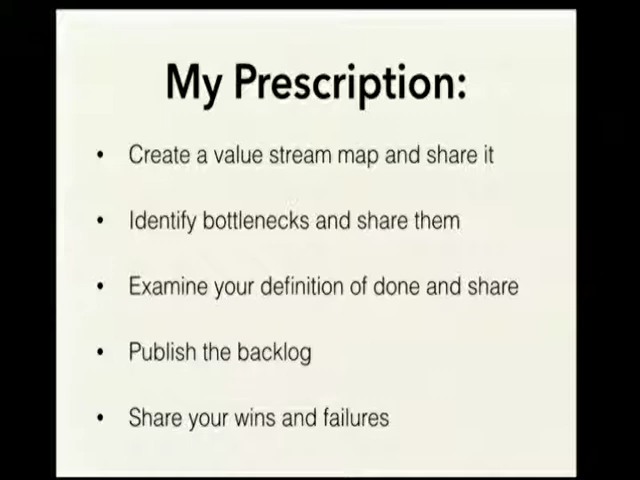 My Prescription:
• Create a value stream map and share it
• Identify bottlenecks and share them
• Examine your definition of done and share
• Publish the backlog
• Share your wins and failures